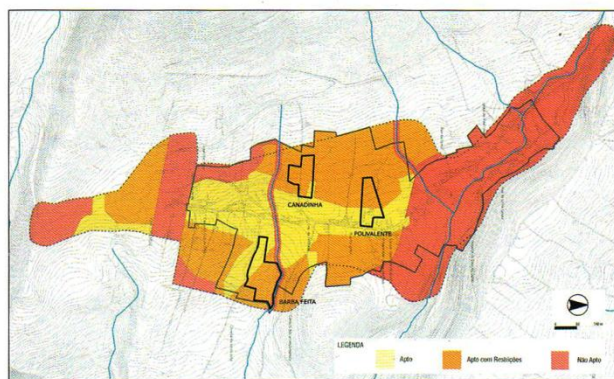 CANADINHA
POLIVALENTE
BARBA FEITA
LEGENDA
Apto
Apto com Restrições
Não Apto